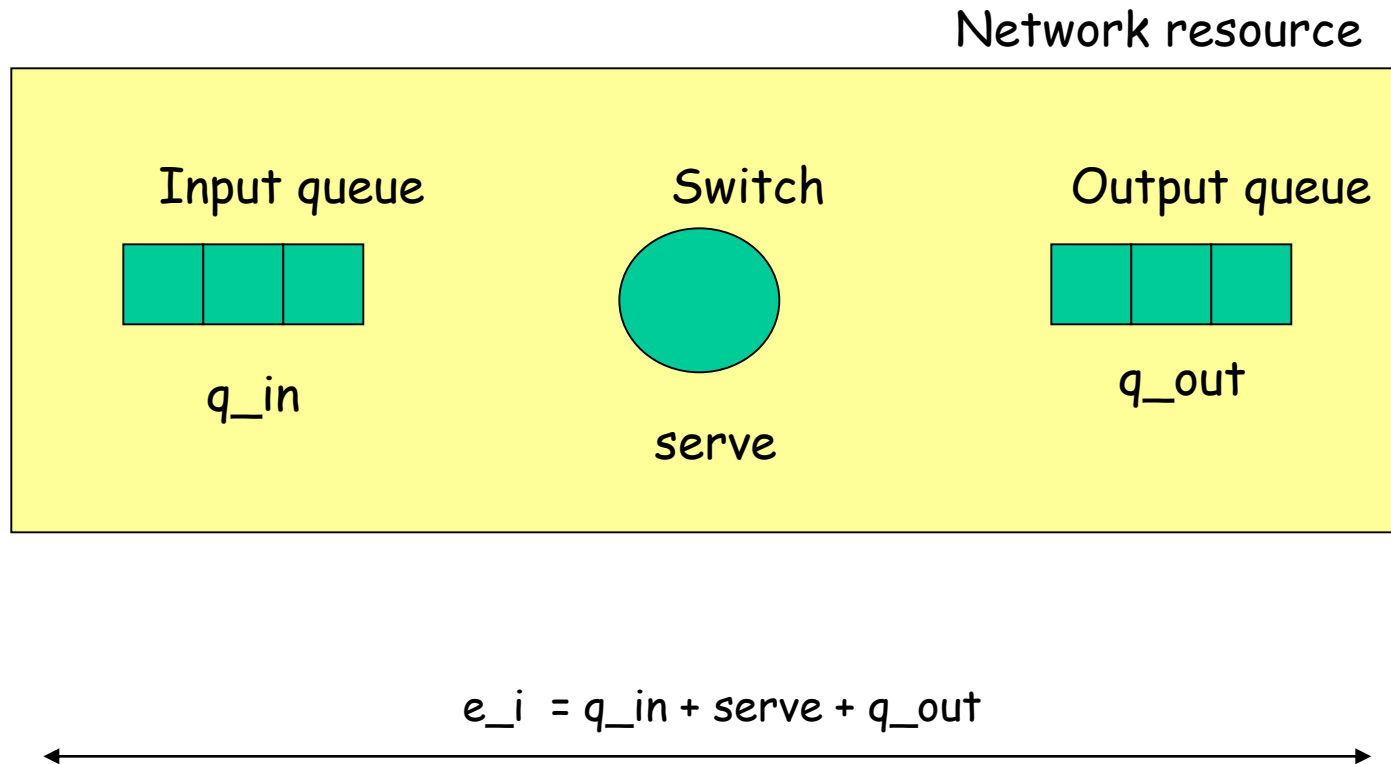 Network resource
Input queue
Switch
Output queue
q_in
serve
q_out
e_i = q_in + serve + q_out